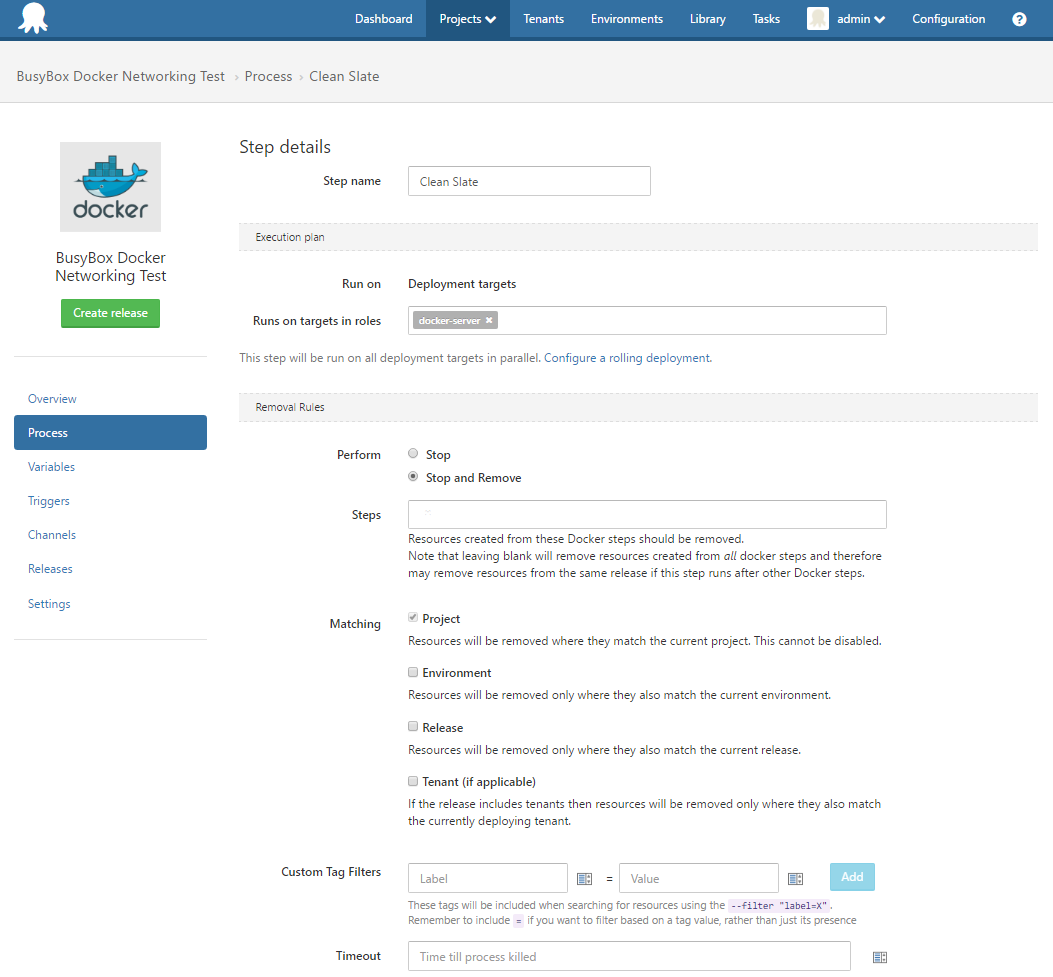 Dashboard Projects Tenants Environments Library Tasks admin Configuration ?
BusyBox Docker Networking Test › Process › Clean Slate
docker
BusyBox Docker
Networking Test
Create release
Overview
Process
Variables
Triggers
Channels
Releases
Settings
Step details
Step name Clean Slate
Execution plan
Run on Deployment targets
Runs on targets in roles docker-server ×
This step will be run on all deployment targets in parallel. Configure a rolling deployment.
Removal Rules
Perform Stop
Stop and Remove
Steps
Resources created from these Docker steps should be removed.
Note that leaving blank will remove resources created from all docker steps and therefore
may remove resources from the same release if this step runs after other Docker steps.
Matching Project
Resources will be removed where they match the current project. This cannot be disabled.
Environment
Resources will be removed only where they also match the current environment.
Release
Resources will be removed only where they also match the current release.
Tenant (if applicable)
If the release includes tenants then resources will be removed only where they also match
the currently deploying tenant.
Custom Tag Filters Label = Value Add
These tags will be included when searching for resources using the --filter "label=X".
Remember to include = if you want to filter based on a tag value, rather than just its presence
Timeout Time till process killed